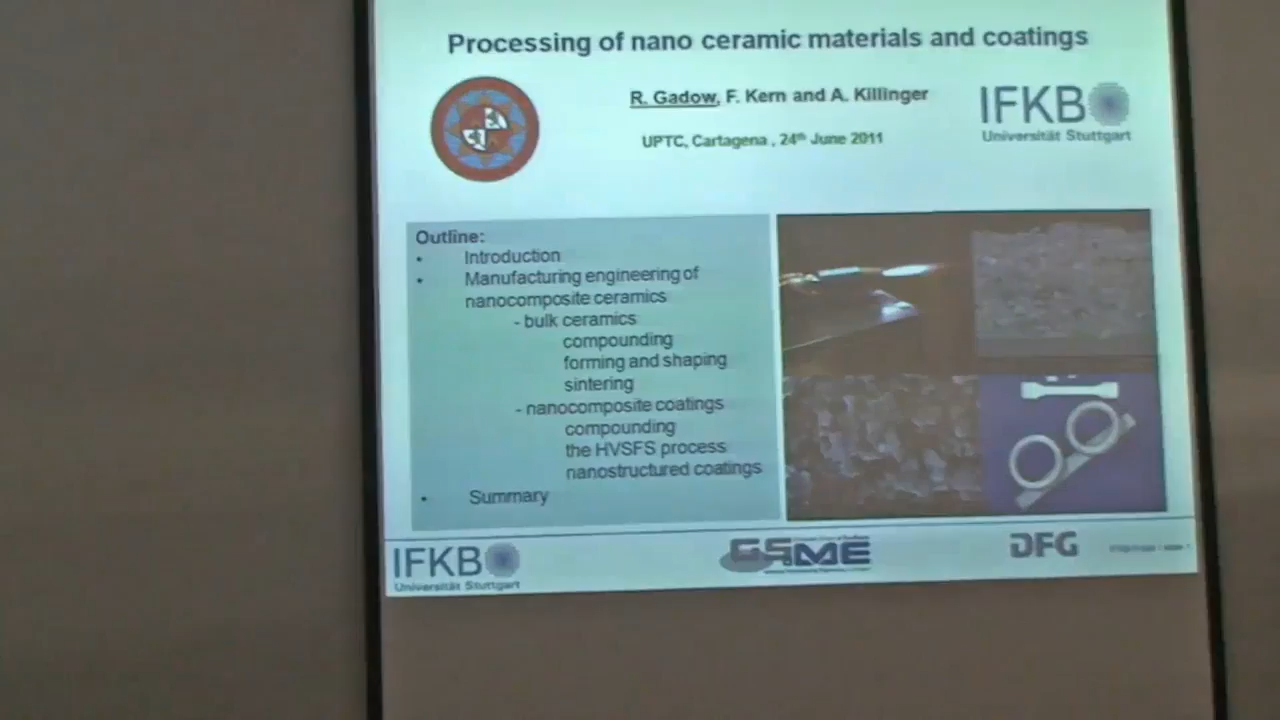 Processing of nano ceramic materials and coatings
R. Gadow, F. Kern and A. Killinger
IFKB
Universität Stuttgart
UPTC, Cartagena , 24th June 2011
Outline:
• Introduction
• Manufacturing engineering of
nanocomposite ceramics
- bulk ceramics
compounding
forming and shaping
sintering
- nanocomposite coatings
compounding
the HVSFS process
nanostructured coatings
• Summary
IFKB
Universität Stuttgart
GSME
DFG